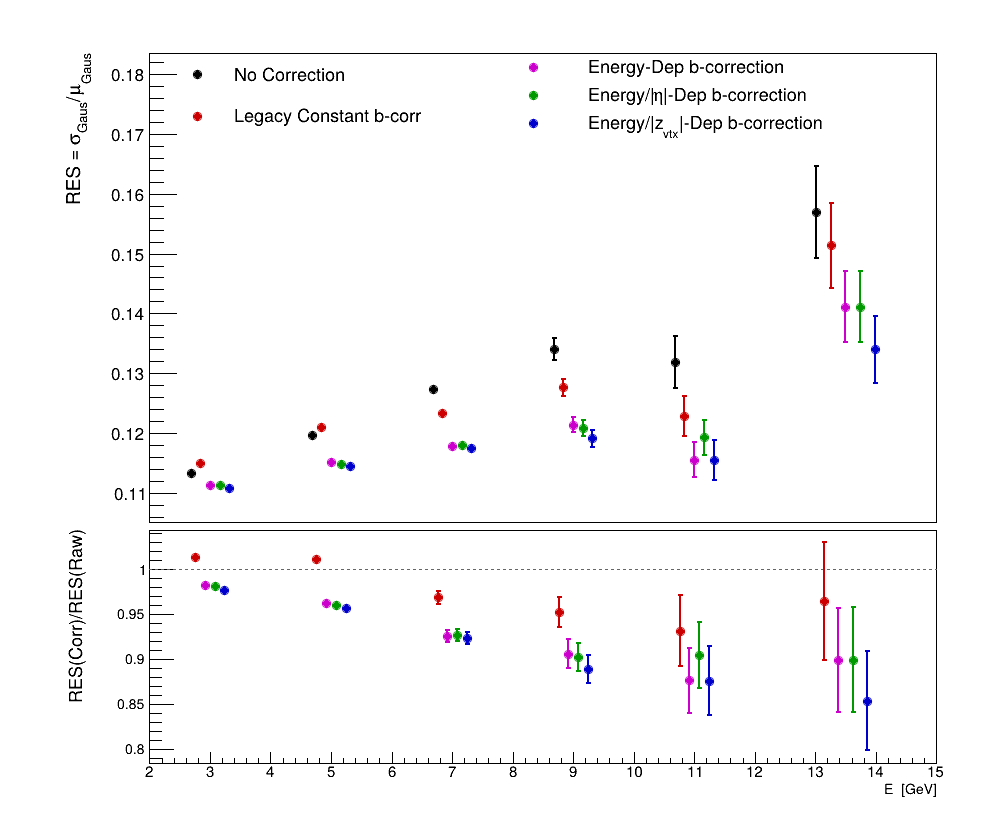 RES = σ_Gaus/μ_Gaus
No Correction
Legacy Constant b-corr
Energy-Dep b-correction
Energy/|η|-Dep b-correction
Energy/|z_vtx|-Dep b-correction
0.18
0.17
0.16
0.15
0.14
0.13
0.12
0.11
RES(Corr)/RES(Raw)
1
0.95
0.9
0.85
0.8
2 3 4 5 6 7 8 9 10 11 12 13 14 15
E [GeV]